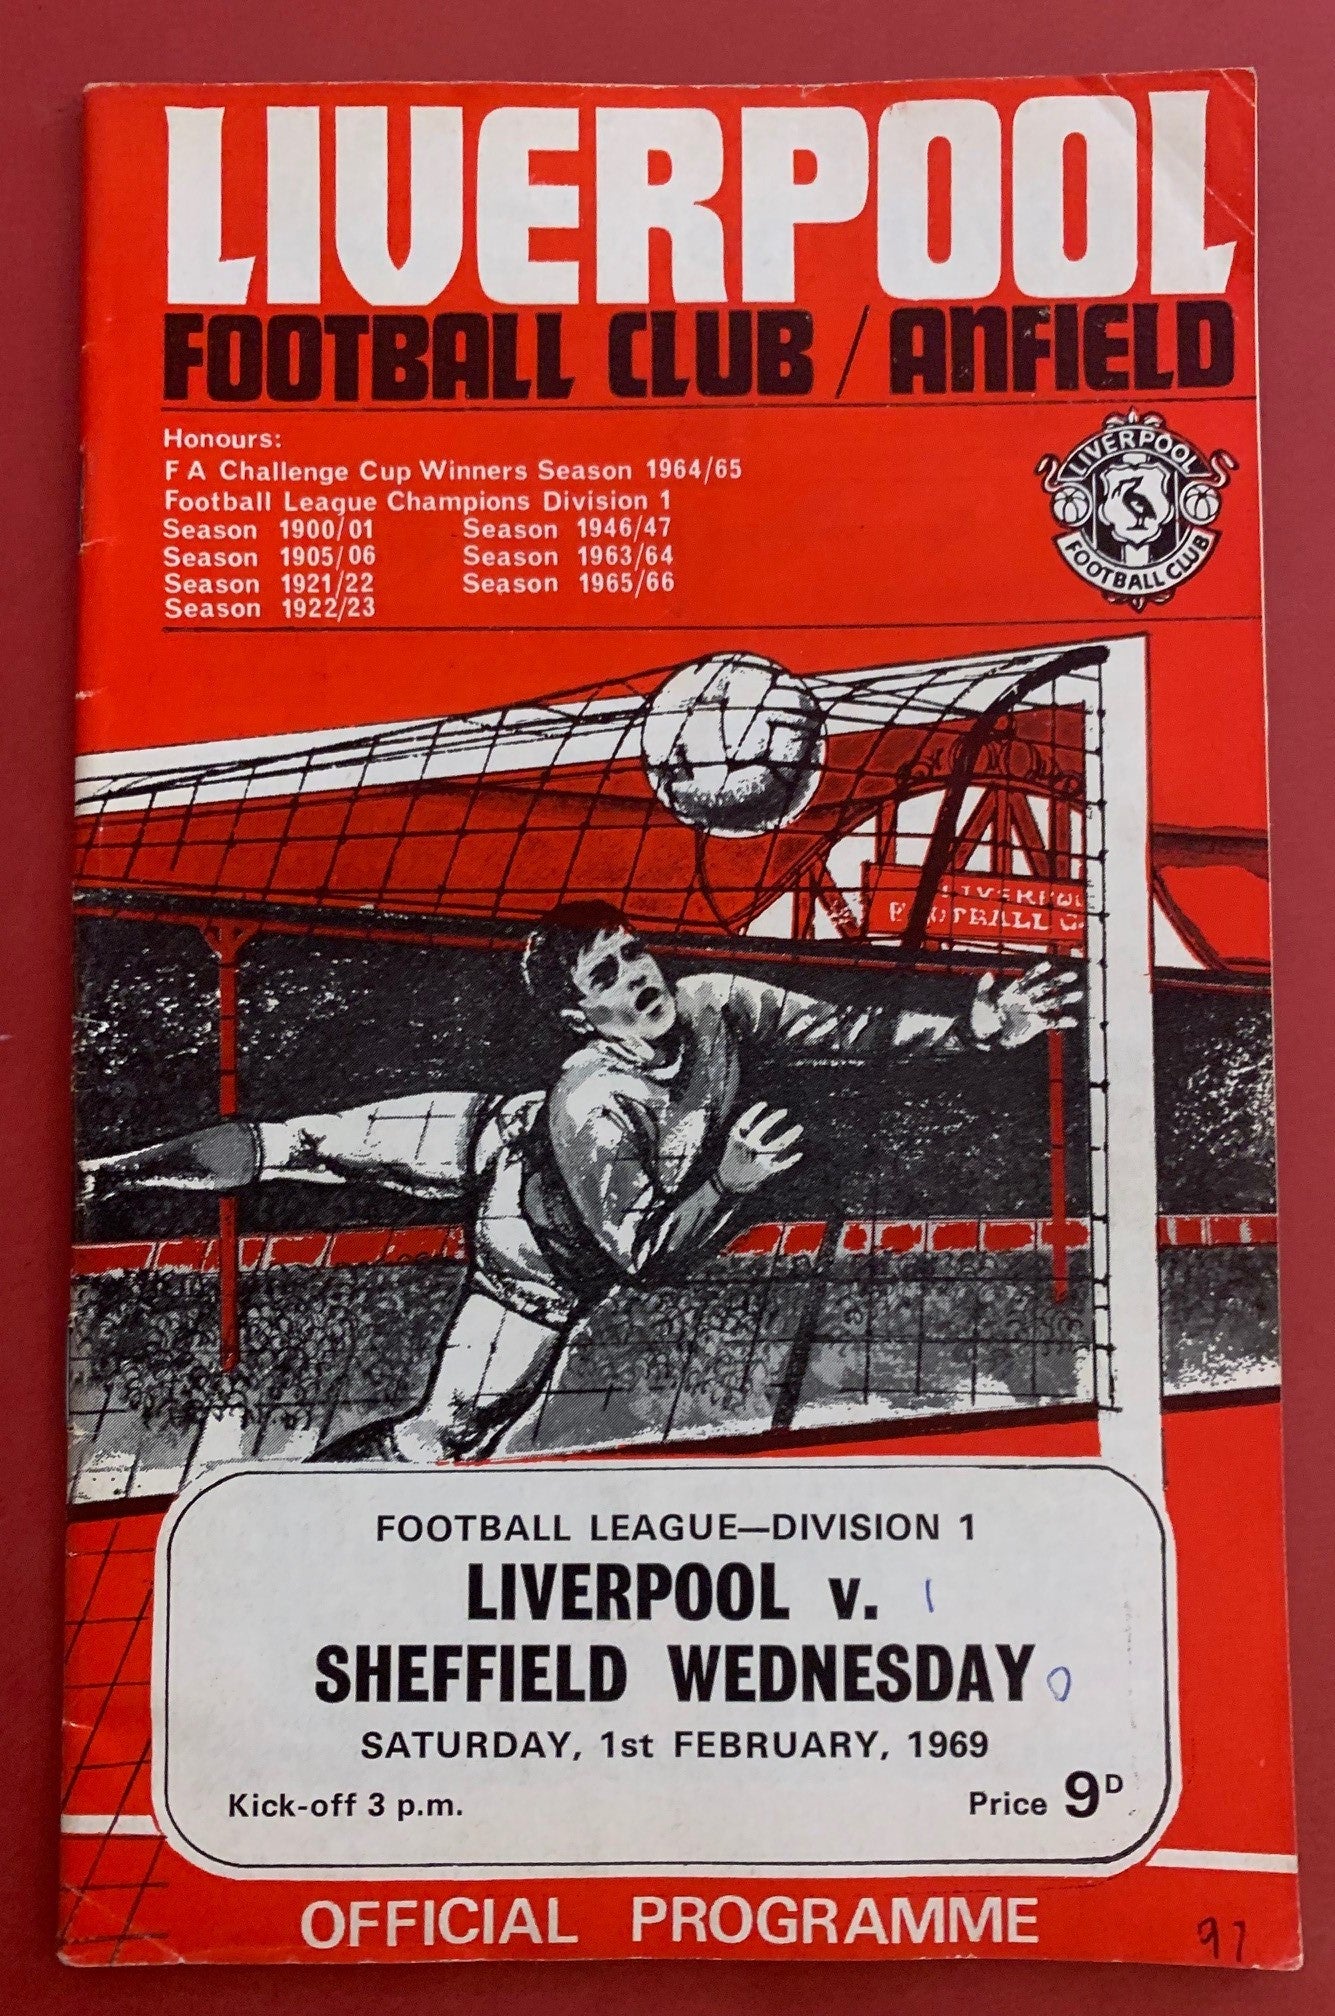 LIVERPOOL
FOOTBALL CLUB / ANFIELD
Honours:
F A Challenge Cup Winners Season 1964/65
Football League Champions Division 1
Season 1900/01 Season 1946/47
Season 1905/06 Season 1963/64
Season 1921/22 Season 1965/66
Season 1922/23
LIVERPOOL
FOOTBALL CLUB
LIVERPOOL
FOOTBALL C
FOOTBALL LEAGUE—DIVISION 1
LIVERPOOL v. 1
SHEFFIELD WEDNESDAY 0
SATURDAY, 1st FEBRUARY, 1969
Kick-off 3 p.m. Price 9D
OFFICIAL PROGRAMME
97